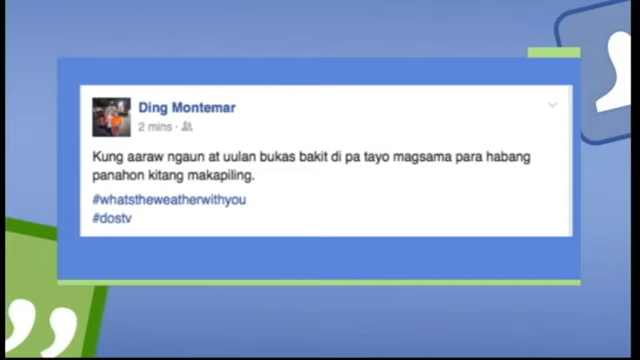 Ding Montemar
2 mins ·
Kung aaraw ngaun at uulan bukas bakit di pa tayo magsama para habang
panahon kitang makapiling.
#whatstheweatherwithyou
#dostv